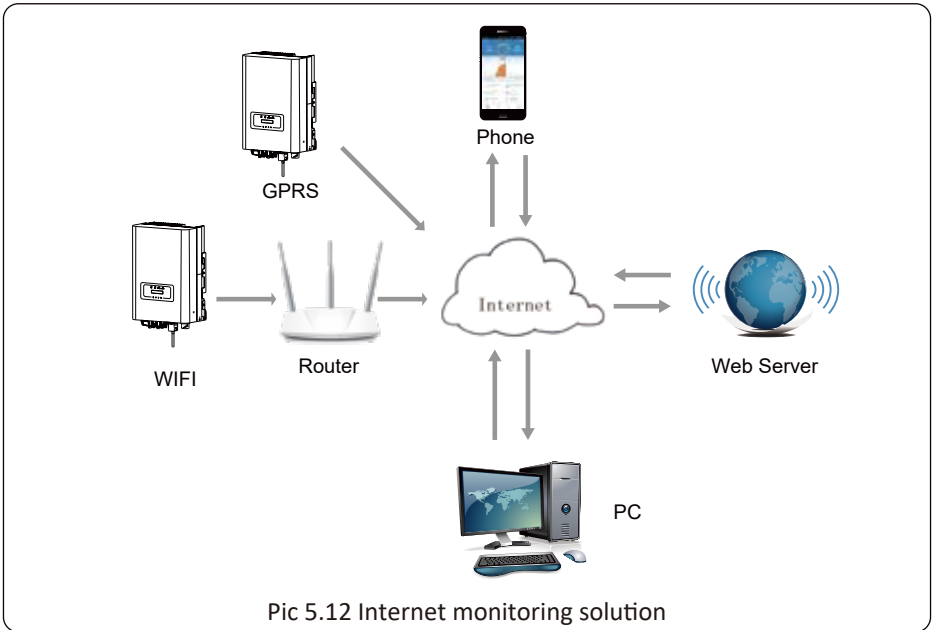 Phone
GPRS
Internet
WIFI
Router
Web Server
PC
Pic 5.12 Internet monitoring solution